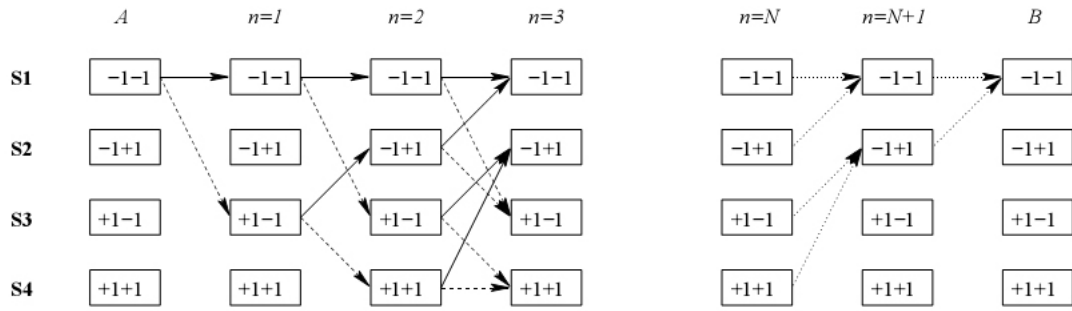 A n=1 n=2 n=3 n=N n=N+1 B
S1 −1−1 −1−1 −1−1 −1−1 −1−1 −1−1 −1−1
S2 −1+1 −1+1 −1+1 −1+1 −1+1 −1+1 −1+1
S3 +1−1 +1−1 +1−1 +1−1 +1−1 +1−1 +1−1
S4 +1+1 +1+1 +1+1 +1+1 +1+1 +1+1 +1+1